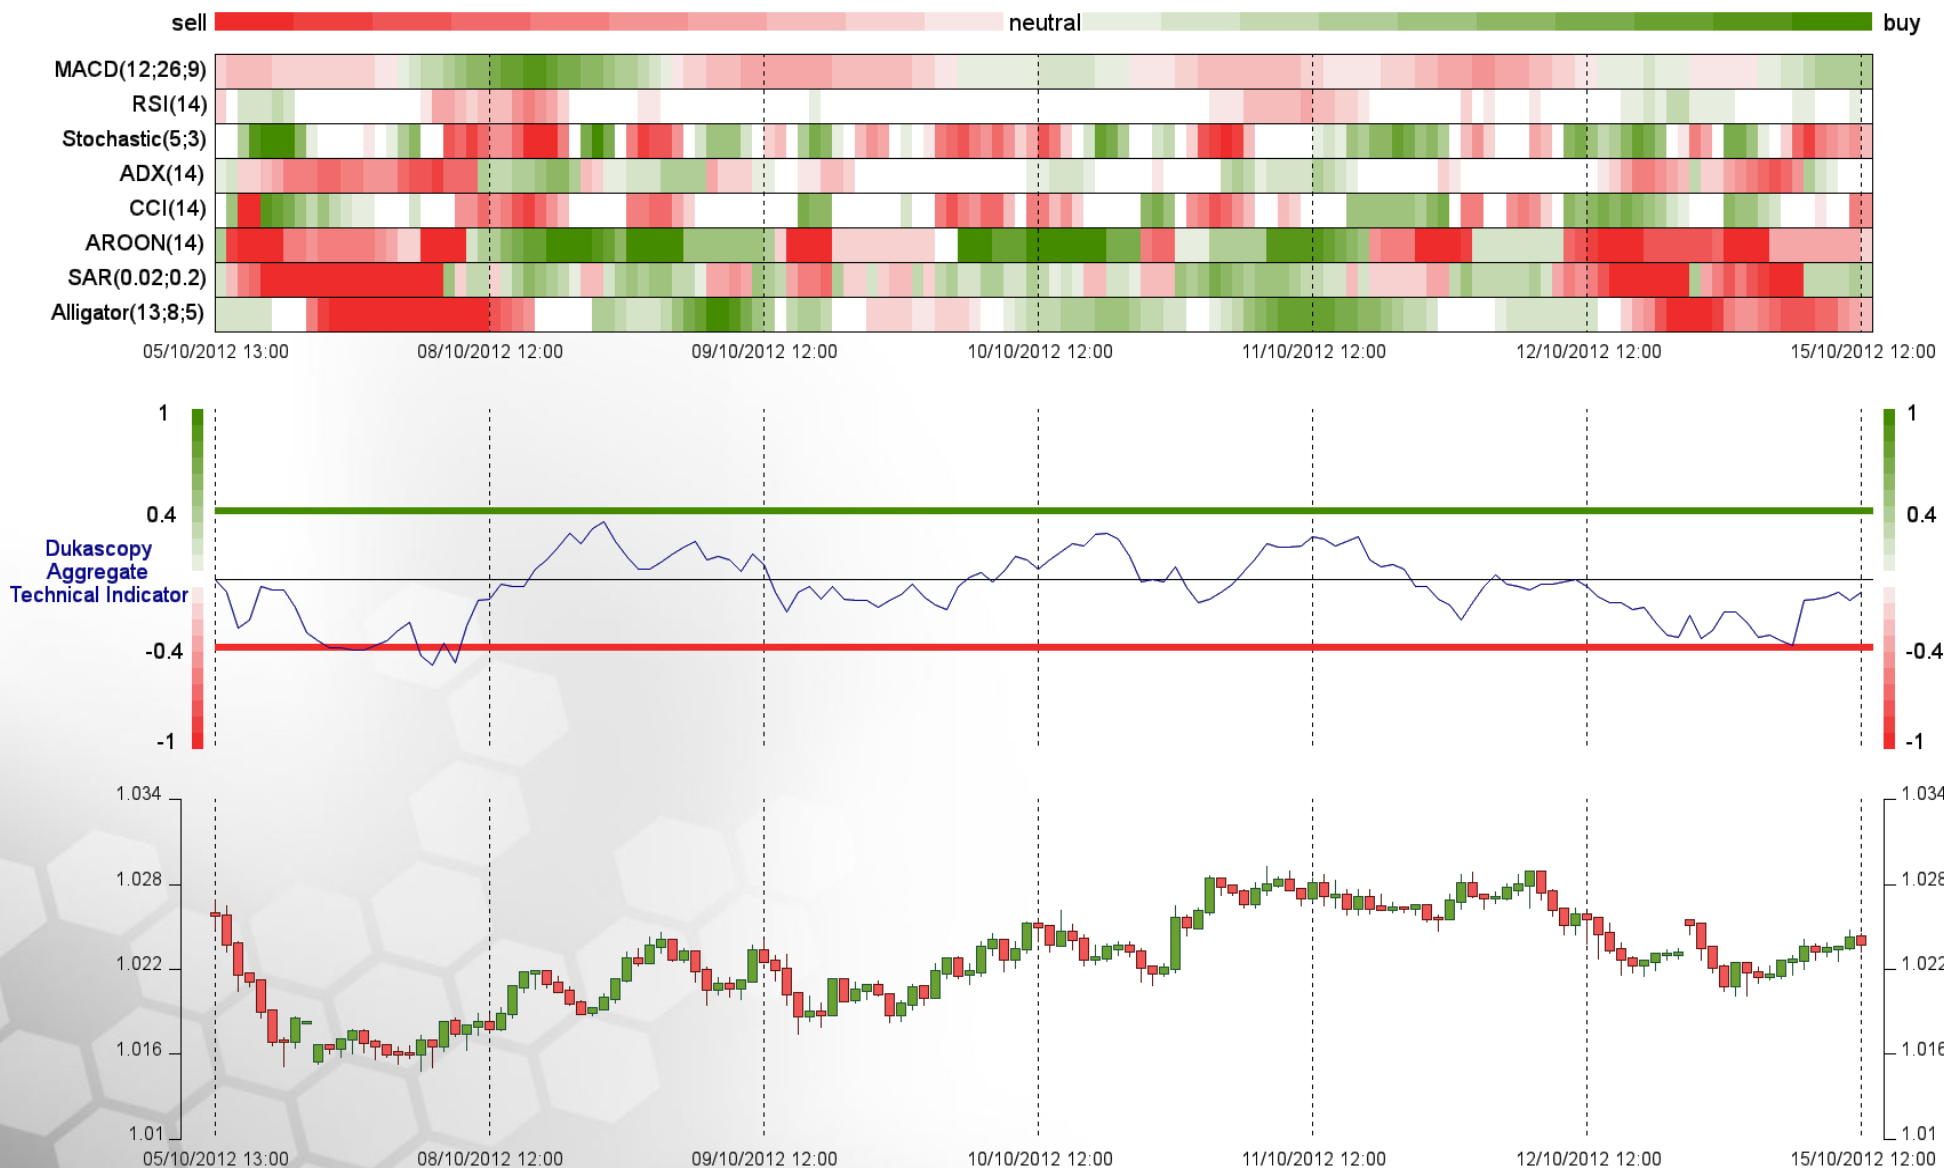 sell neutral buy
MACD(12;26;9)
RSI(14)
Stochastic(5;3)
ADX(14)
CCI(14)
AROON(14)
SAR(0.02;0.2)
Alligator(13;8;5)
05/10/2012 13:00 08/10/2012 12:00 09/10/2012 12:00 10/10/2012 12:00 11/10/2012 12:00 12/10/2012 12:00 15/10/2012 12:00
1 1
0.4 0.4
Dukascopy
Aggregate
Technical Indicator
-0.4 -0.4
-1 -1
1.034 1.034
1.028 1.028
1.022 1.022
1.016 1.016
1.01 1.01
05/10/2012 13:00 08/10/2012 12:00 09/10/2012 12:00 10/10/2012 12:00 11/10/2012 12:00 12/10/2012 12:00 15/10/2012 12:00